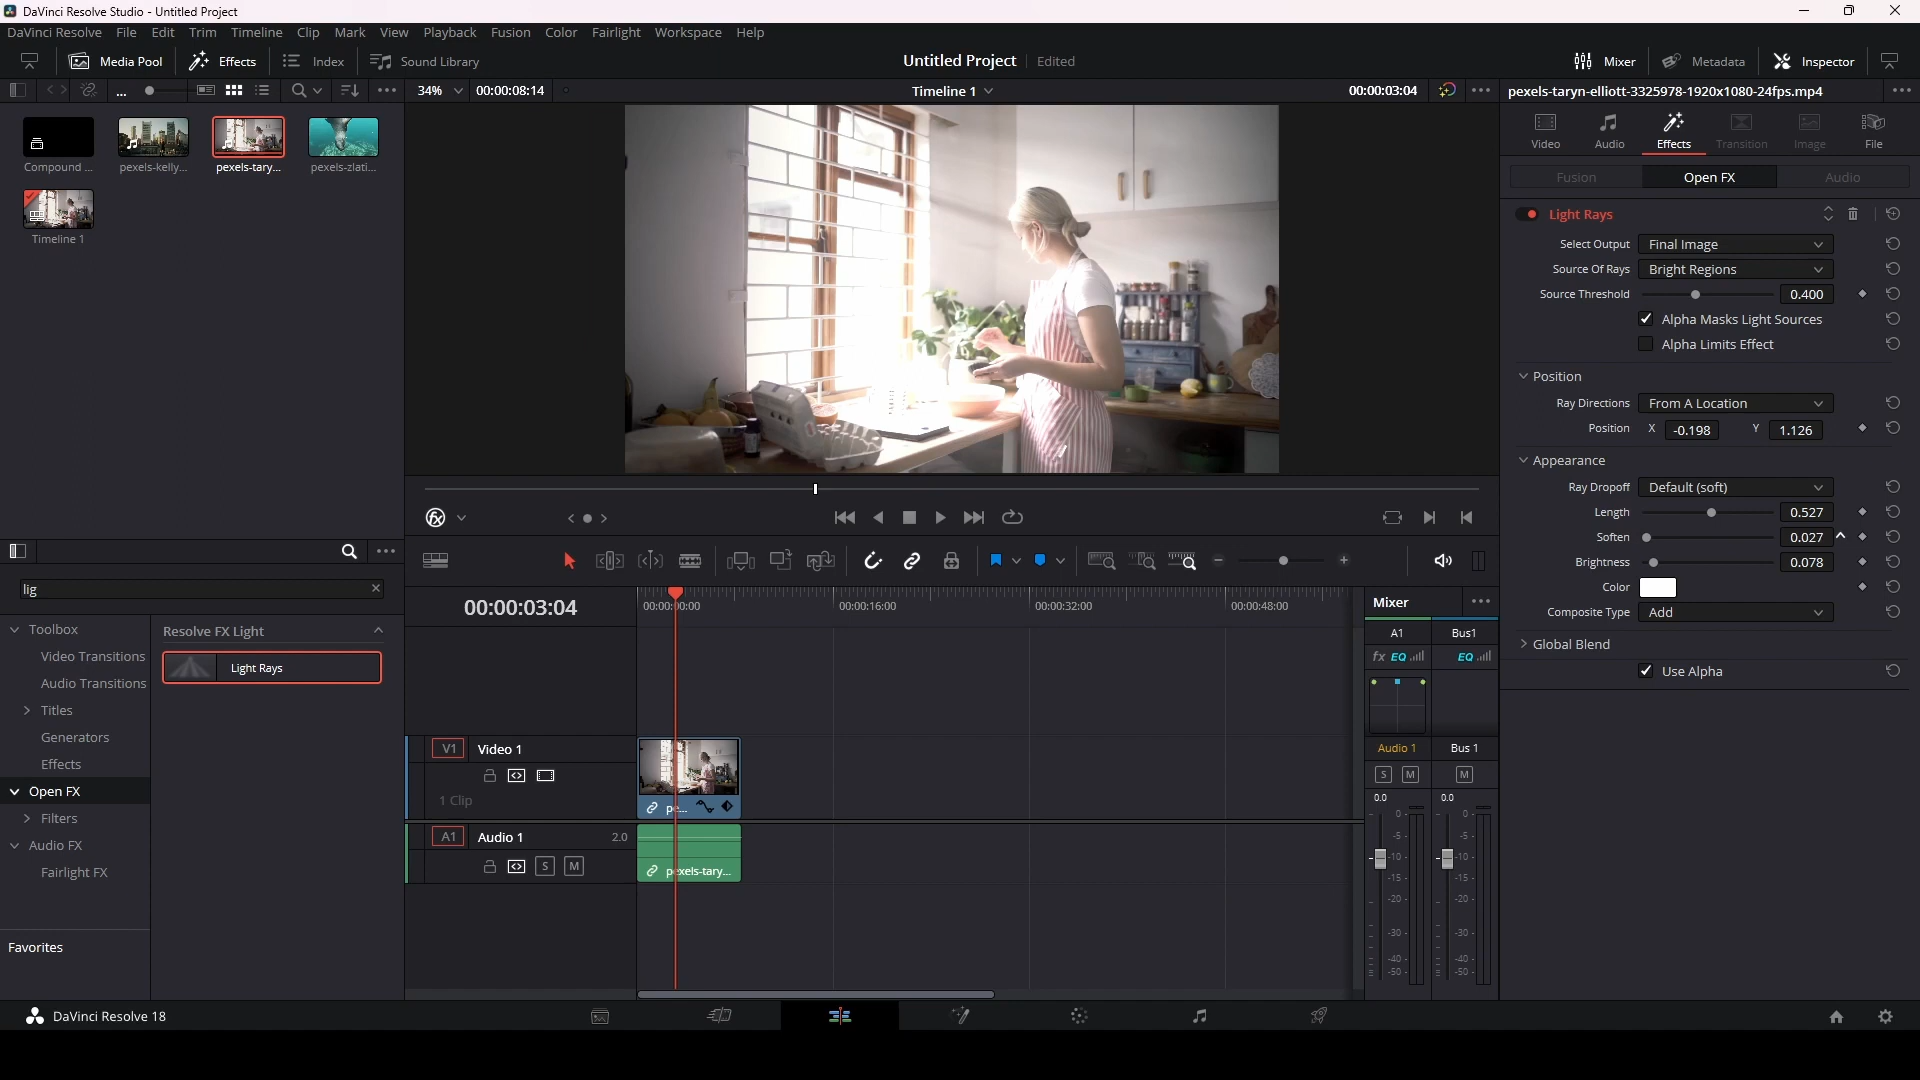 DaVinci Resolve Studio - Untitled Project
DaVinci Resolve File Edit Trim Timeline Clip Mark View Playback Fusion Color Fairlight Workspace Help
Media Pool Effects Index Sound Library Untitled Project Edited Mixer Metadata Inspector
... 34% 00:00:08:14 Timeline 1 00:00:03:04 pexels-taryn-elliott-3325978-1920x1080-24fps.mp4
Compound ... pexels-kelly... pexels-tary... pexels-zlati...
Timeline 1
Video Audio Effects Transition Image File
Fusion Open FX Audio
Light Rays
Select Output Final Image
Source Of Rays Bright Regions
Source Threshold 0.400
Alpha Masks Light Sources
Alpha Limits Effect
Position
Ray Directions From A Location
Position X -0.198 Y 1.126
Appearance
Ray Dropoff Default (soft)
Length 0.527
Soften 0.027
Brightness 0.078
Color
Composite Type Add
Global Blend
Use Alpha
lig
Toolbox
Video Transitions
Audio Transitions
Titles
Generators
Effects
Open FX
Filters
Audio FX
Fairlight FX
Favorites
Resolve FX Light
Light Rays
00:00:03:04
00:00:00:00 00:00:16:00 00:00:32:00 00:00:48:00
V1 Video 1
1 Clip
pe...
A1 Audio 1 2.0
S M
pexels-tary...
Mixer
A1 Bus1
fx EQ EQ
Audio 1 Bus 1
S M M
0.0 0.0
0- 0-
-5- -5-
-10- -10-
-15- -15-
-20- -20-
-30- -30-
-40- -40-
-50- -50-
DaVinci Resolve 18